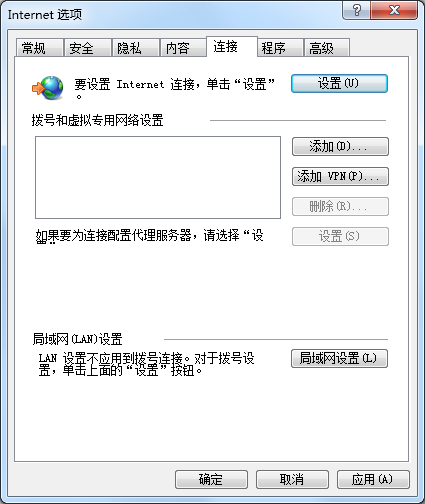 Internet 选项
?
常规 安全 隐私 内容 连接 程序 高级
要设置 Internet 连接，单击“设置”
。
设置(U)
拨号和虚拟专用网络设置
添加(D)...
添加 VPN(P)...
删除(R)...
如果要为连接配置代理服务器，请选择“设
设置(S)
局域网(LAN)设置
LAN 设置不应用到拨号连接。对于拨号设
置，单击上面的“设置”按钮。
局域网设置(L)
确定 取消 应用(A)